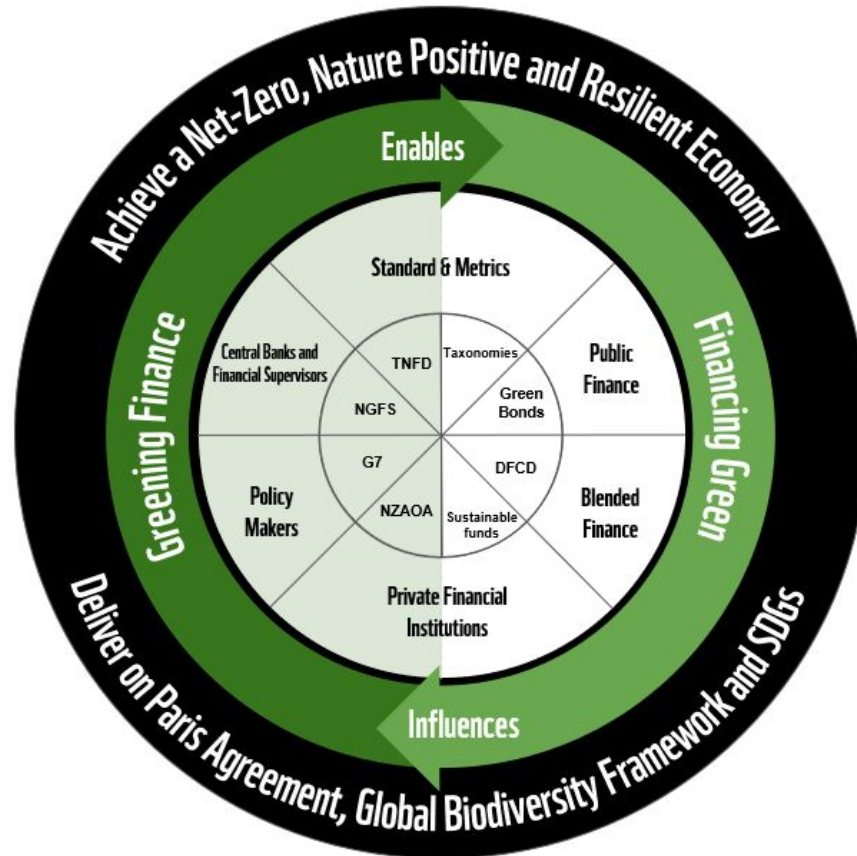 Achieve a Net-Zero, Nature Positive and Resilient Economy
Enables
Greening Finance
Financing Green
Standard & Metrics
Central Banks and
Financial Supervisors
Public
Finance
TNFD
Taxonomies
NGFS
Green
Bonds
G7
DFCD
NZAOA
Sustainable
funds
Policy
Makers
Blended
Finance
Private Financial
Institutions
Influences
Deliver on Paris Agreement, Global Biodiversity Framework and SDGs